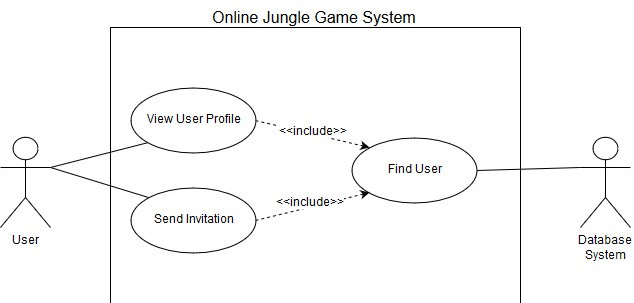 Online Jungle Game System
View User Profile
<<include>>
Find User
Send Invitation
<<include>>
User
Database
System